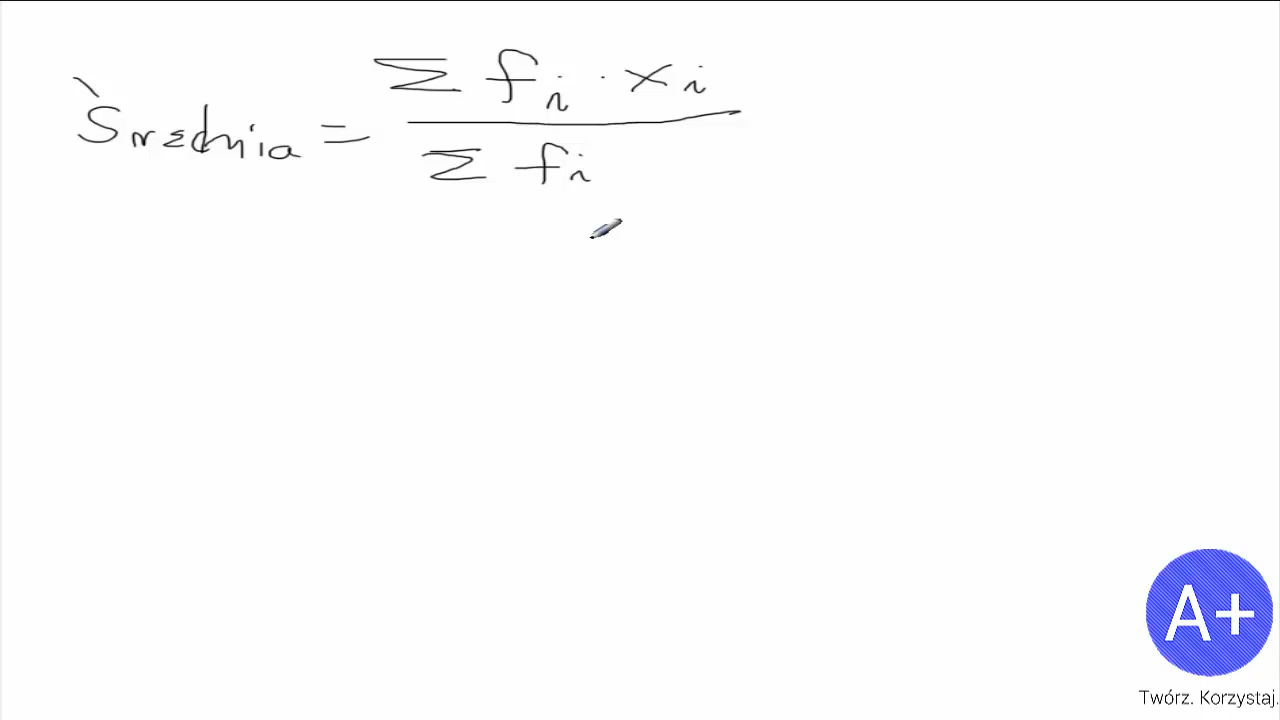 Średnia = Σ fi · xi / Σ fi
A+
Twórz. Korzystaj.